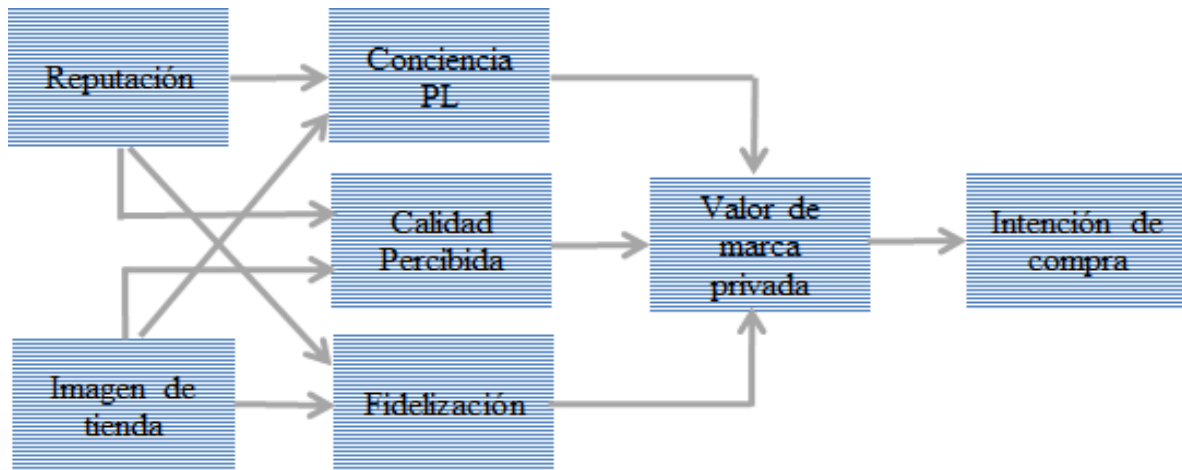 Reputación
Conciencia
PL
Calidad
Percibida
Valor de
marca
privada
Intención de
compra
Imagen de
tienda
Fidelización